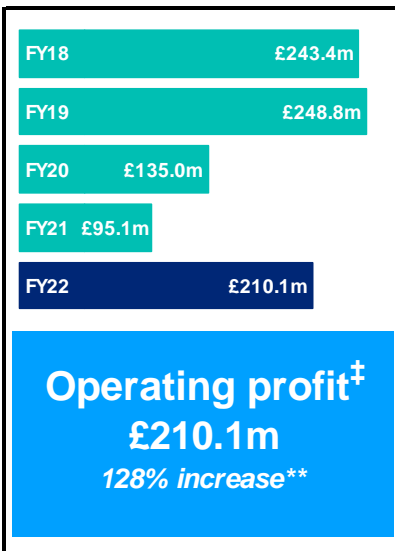 FY18 £243.4m
FY19 £248.8m
FY20 £135.0m
FY21 £95.1m
FY22 £210.1m
Operating profit‡
£210.1m
128% increase**